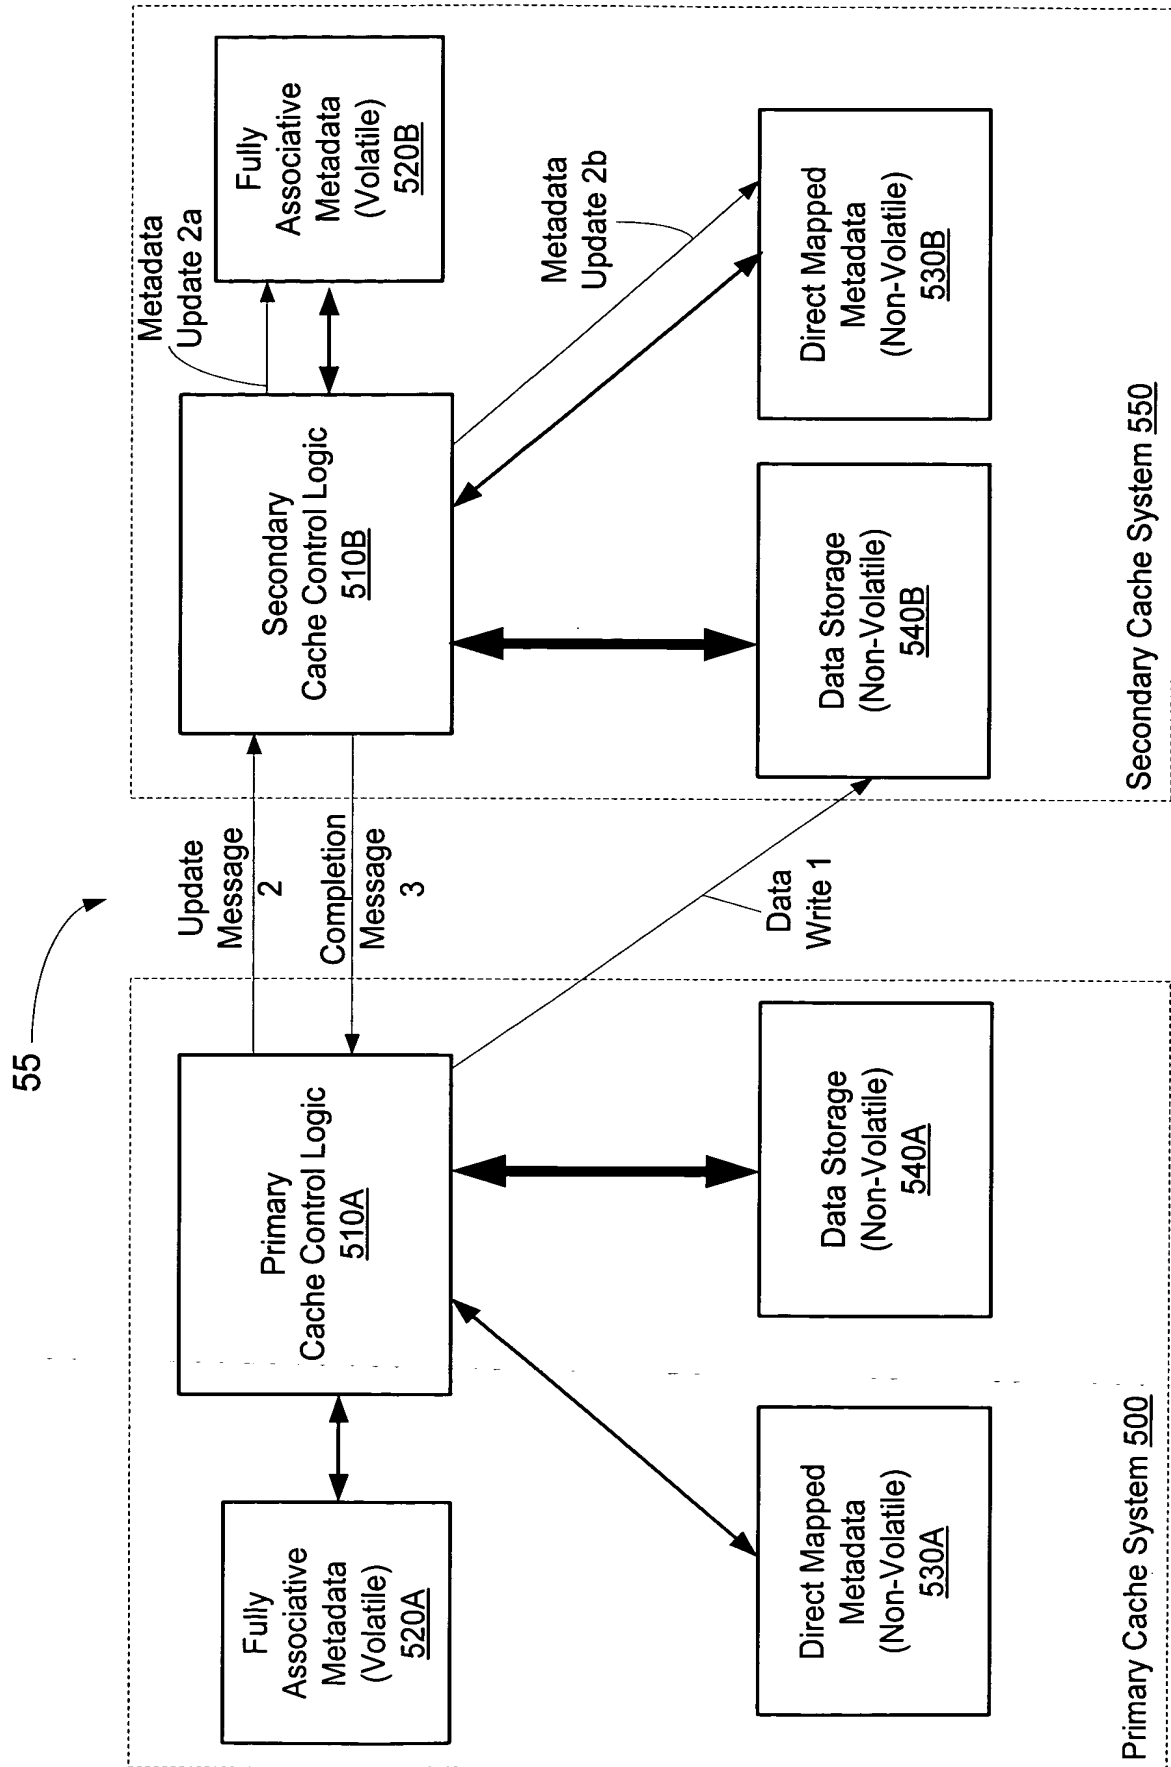 55
Fully
Associative
Metadata
(Volatile)
520A
Primary
Cache Control Logic
510A
Update
Message
2
Completion
Message
3
Secondary
Cache Control Logic
510B
Metadata
Update 2a
Fully
Associative
Metadata
(Volatile)
520B
Metadata
Update 2b
Data
Write 1
Direct Mapped
Metadata
(Non-Volatile)
530A
Data Storage
(Non-Volatile)
540A
Data Storage
(Non-Volatile)
540B
Direct Mapped
Metadata
(Non-Volatile)
530B
Primary Cache System 500
Secondary Cache System 550